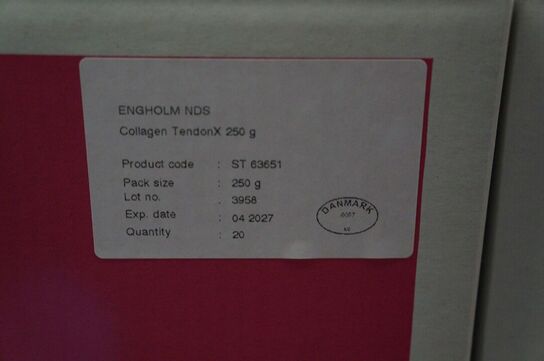 ENGHOLM NDS
Collagen TendonX 250 g
Product code : ST 63651
Pack size : 250 g
Lot no. : 3958
Exp. date : 04 2027
Quantity : 20
DANMARK